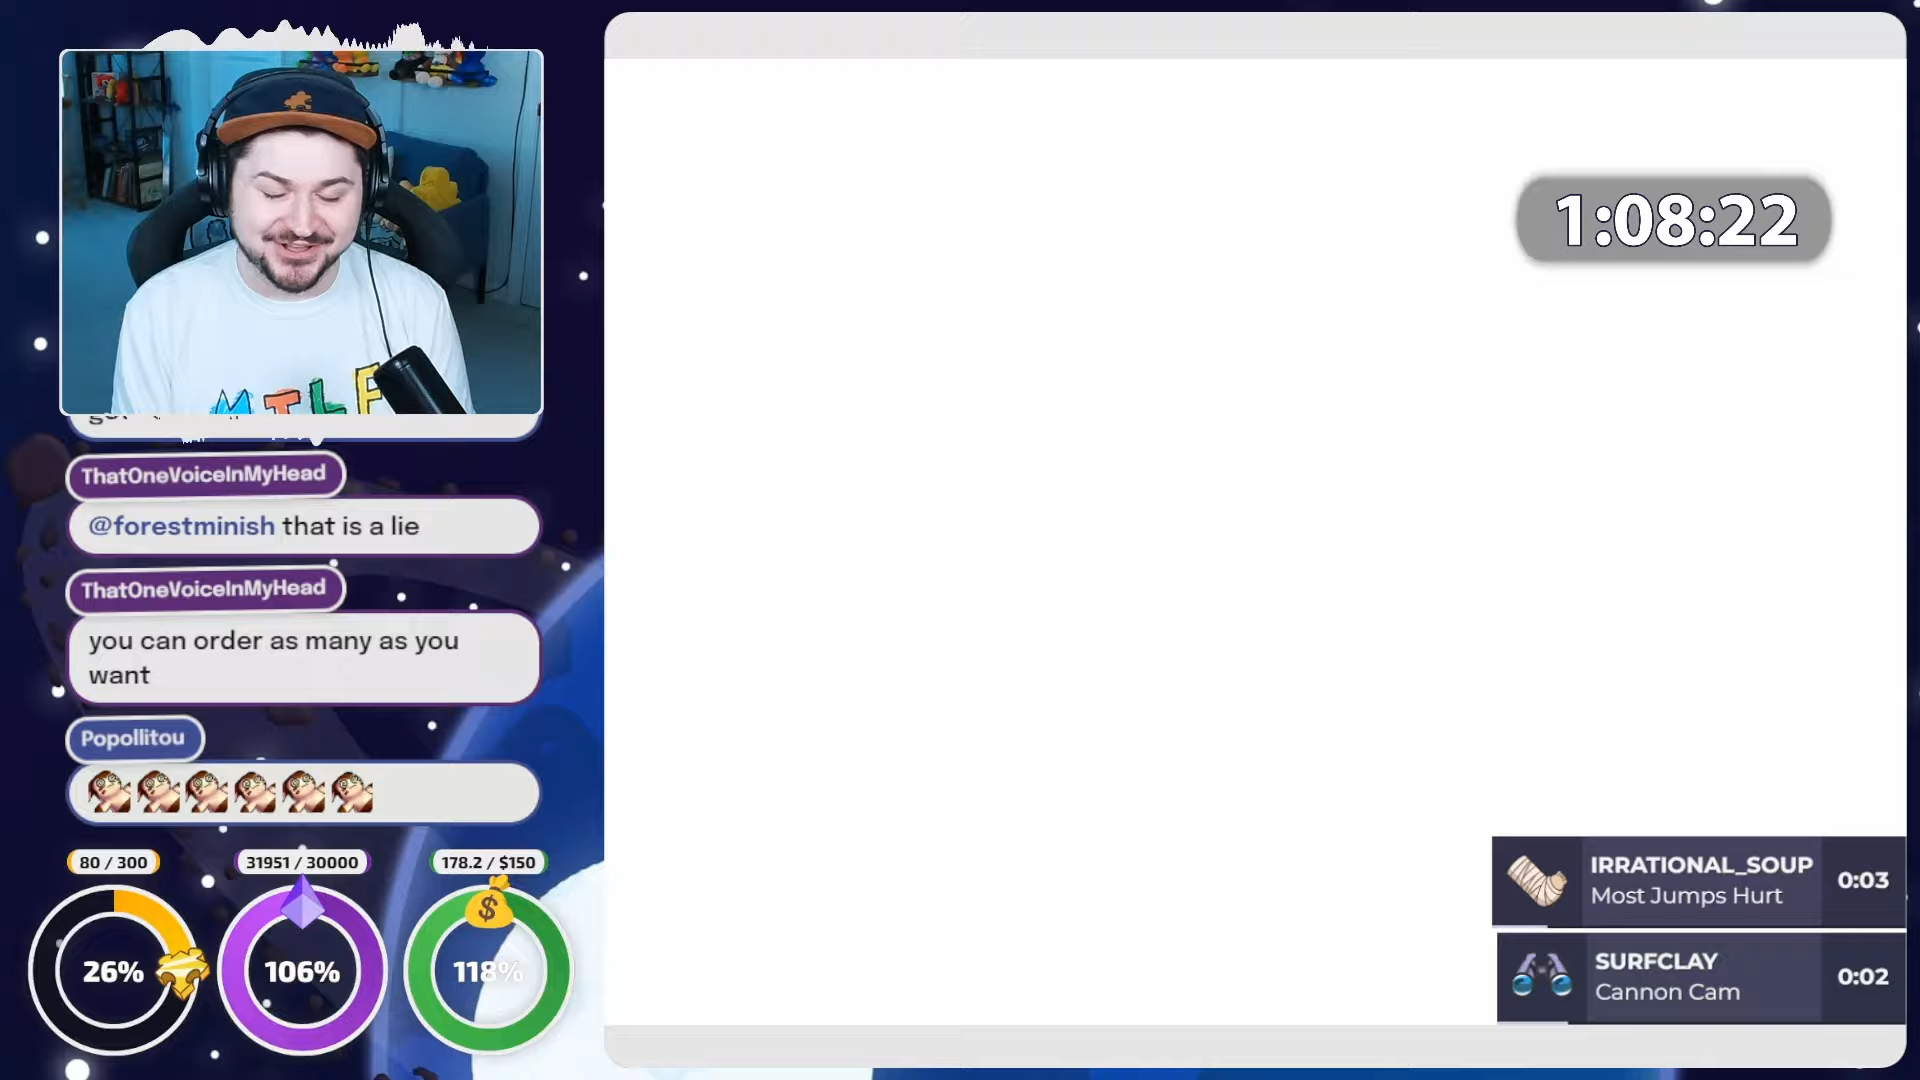 1:08:22
MILF
ThatOneVoiceInMyHead
@forestminish that is a lie
ThatOneVoiceInMyHead
you can order as many as you
want
Popollitou
80 / 300
31951 / 30000
178.2 / $150
26%
106%
118%
IRRATIONAL_SOUP
Most Jumps Hurt
0:03
SURFCLAY
Cannon Cam
0:02